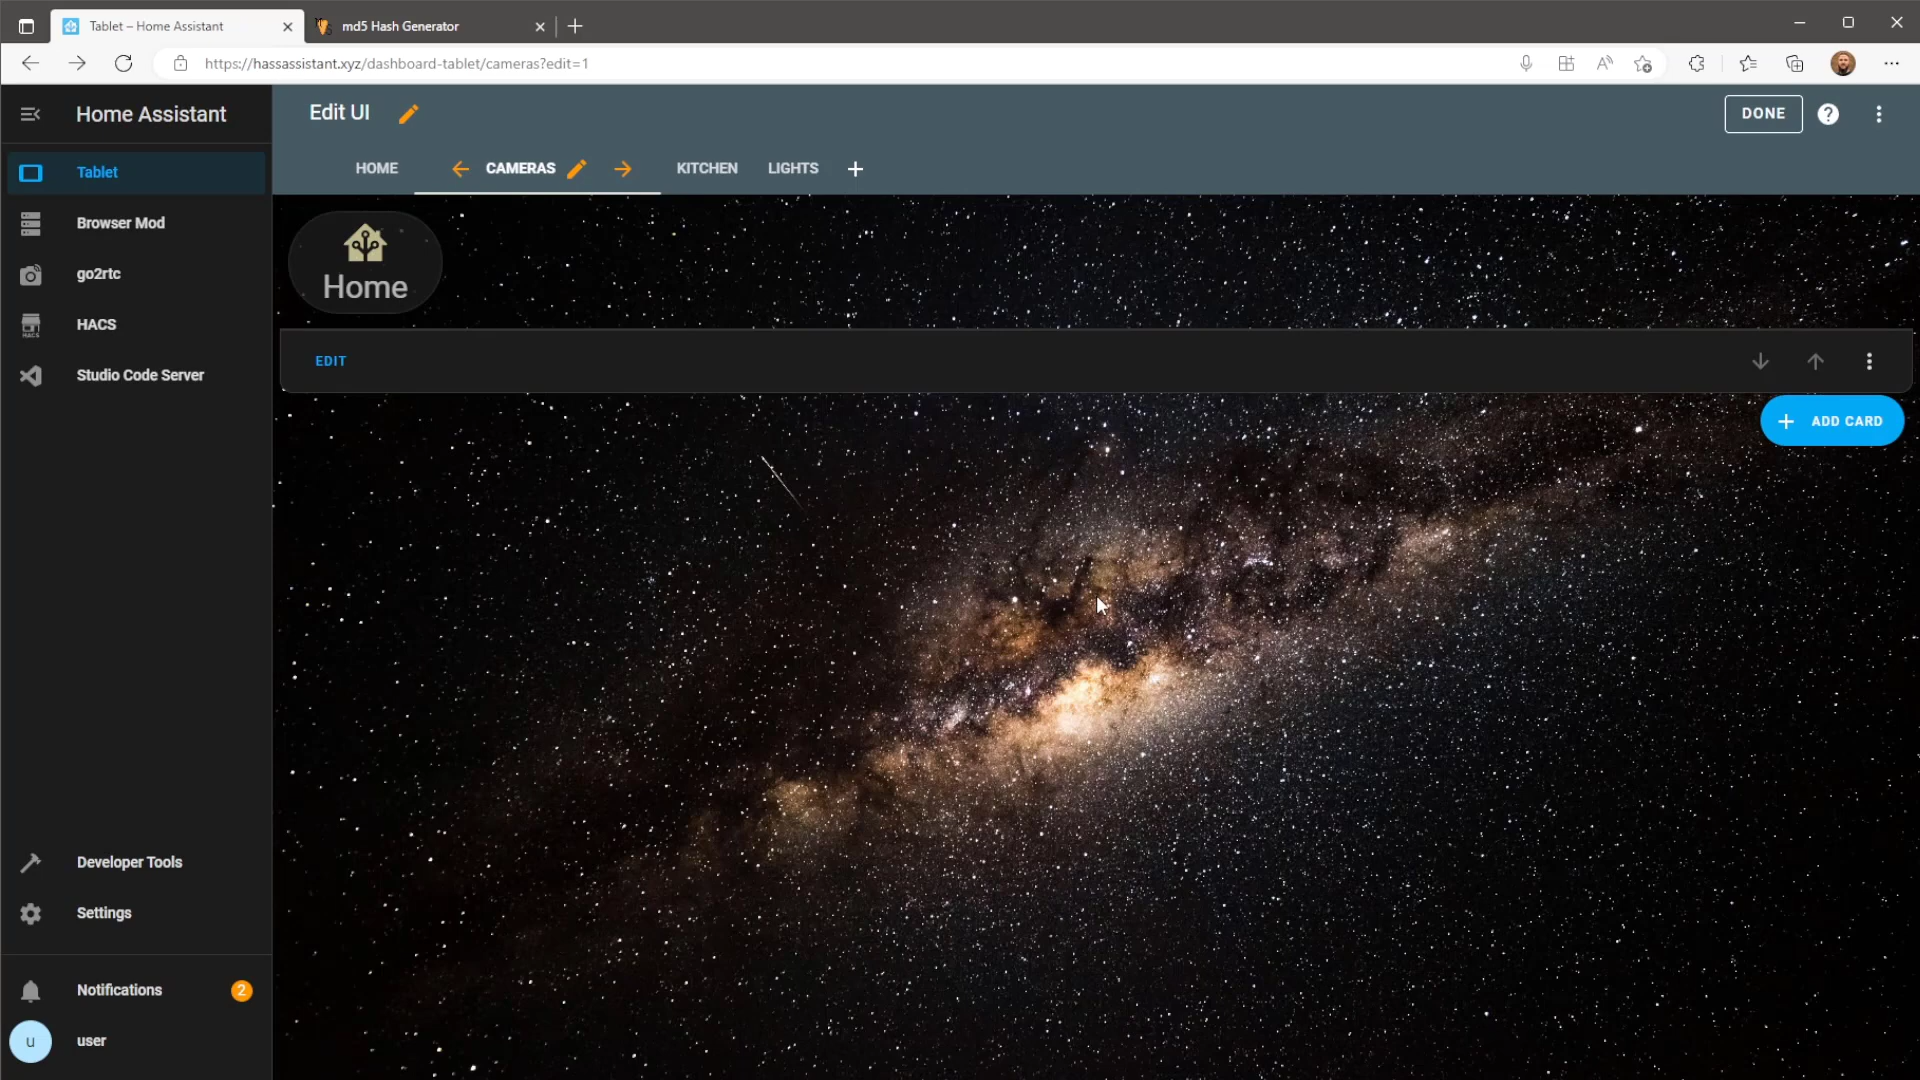 Tablet – Home Assistant
md5 Hash Generator
https://hassassistant.xyz/dashboard-tablet/cameras?edit=1
Home Assistant
Edit UI
DONE
HOME
CAMERAS
KITCHEN
LIGHTS
Tablet
Browser Mod
go2rtc
HACS
Studio Code Server
Home
EDIT
ADD CARD
Developer Tools
Settings
Notifications
2
u
user